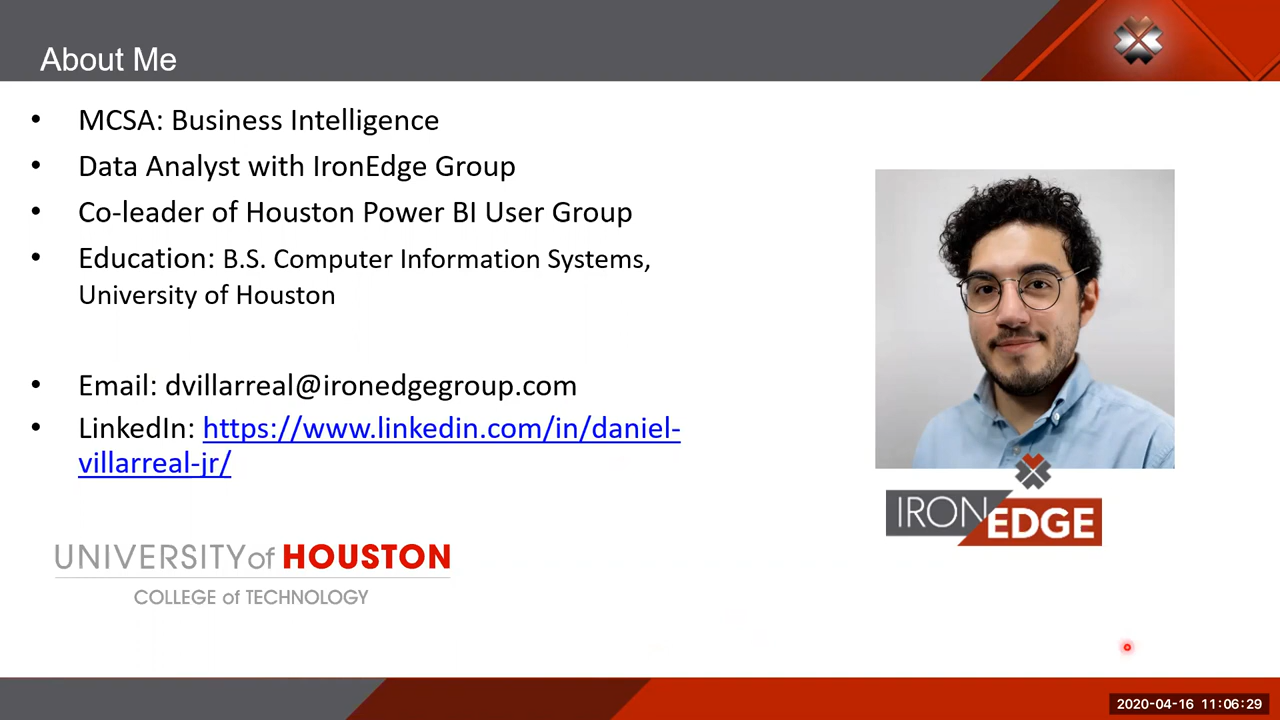 About Me
• MCSA: Business Intelligence
• Data Analyst with IronEdge Group
• Co-leader of Houston Power BI User Group
• Education: B.S. Computer Information Systems,
University of Houston
• Email: dvillarreal@ironedgegroup.com
• LinkedIn: https://www.linkedin.com/in/daniel-
villarreal-jr/
IRONEDGE
UNIVERSITY of HOUSTON
COLLEGE of TECHNOLOGY
2020-04-16 11:06:29